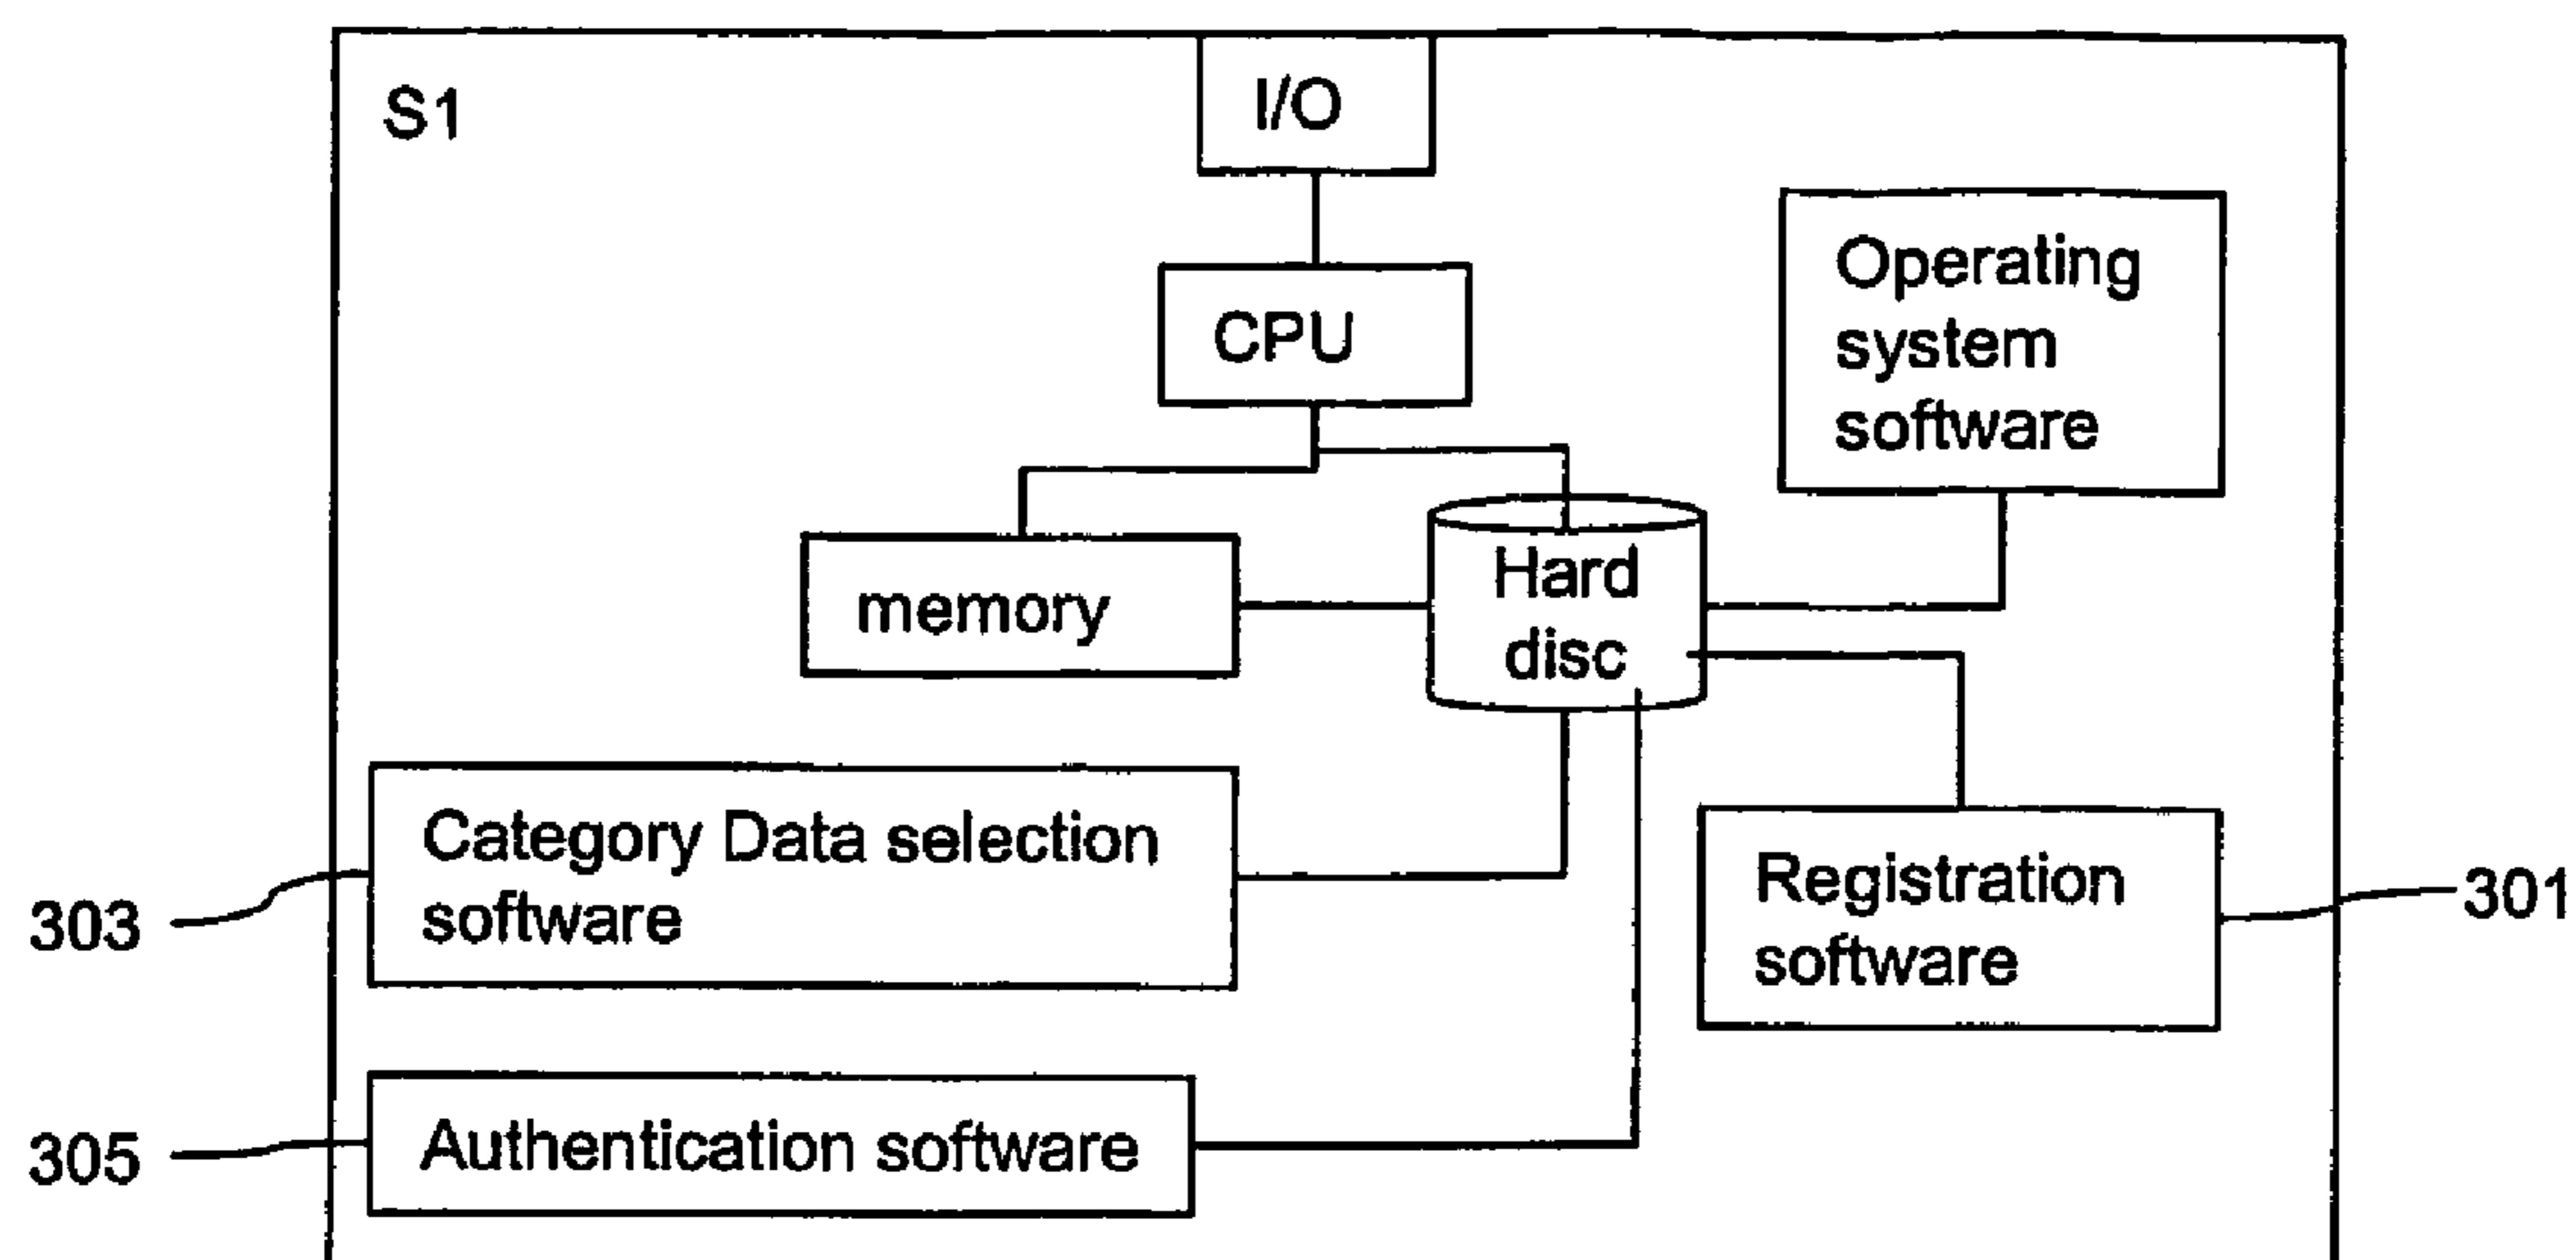 S1
I/O
CPU
Operating
system
software
memory
Hard
disc
Category Data selection
software
303
Registration
software
301
Authentication software
305